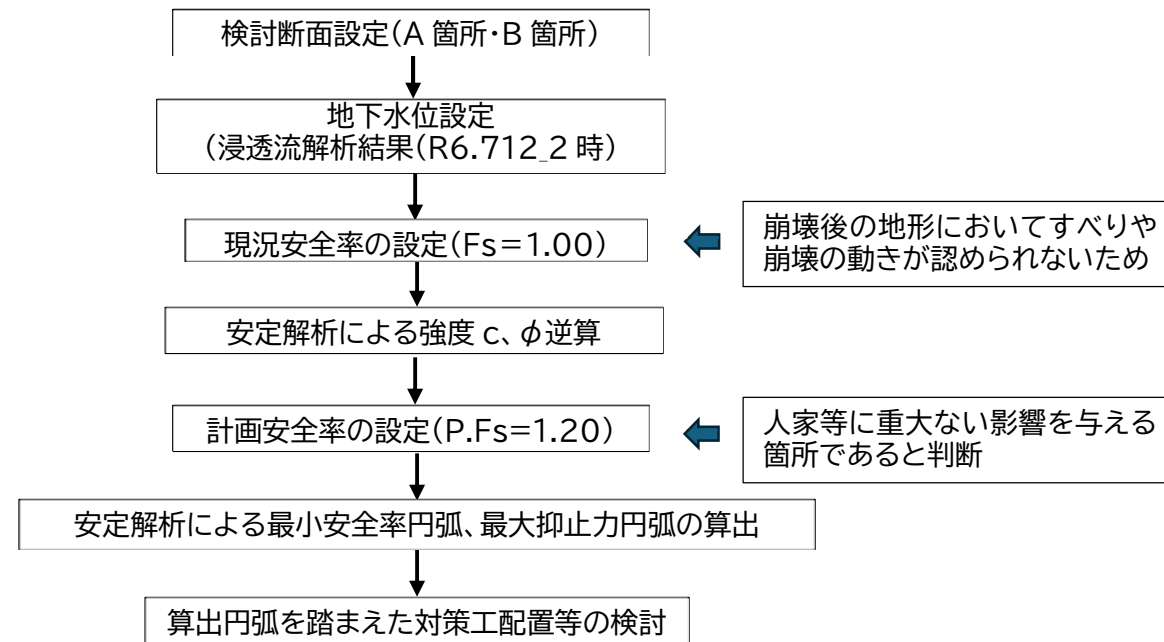 検討断面設定(A 箇所・B 箇所)
地下水位設定
(浸透流解析結果(R6.712_2 時)
現況安全率の設定(Fs=1.00)
崩壊後の地形においてすべりや
崩壊の動きが認められないため
安定解析による強度 c、φ逆算
計画安全率の設定(P.Fs=1.20)
人家等に重大ない影響を与える
箇所であると判断
安定解析による最小安全率円弧、最大抑止力円弧の算出
算出円弧を踏まえた対策工配置等の検討